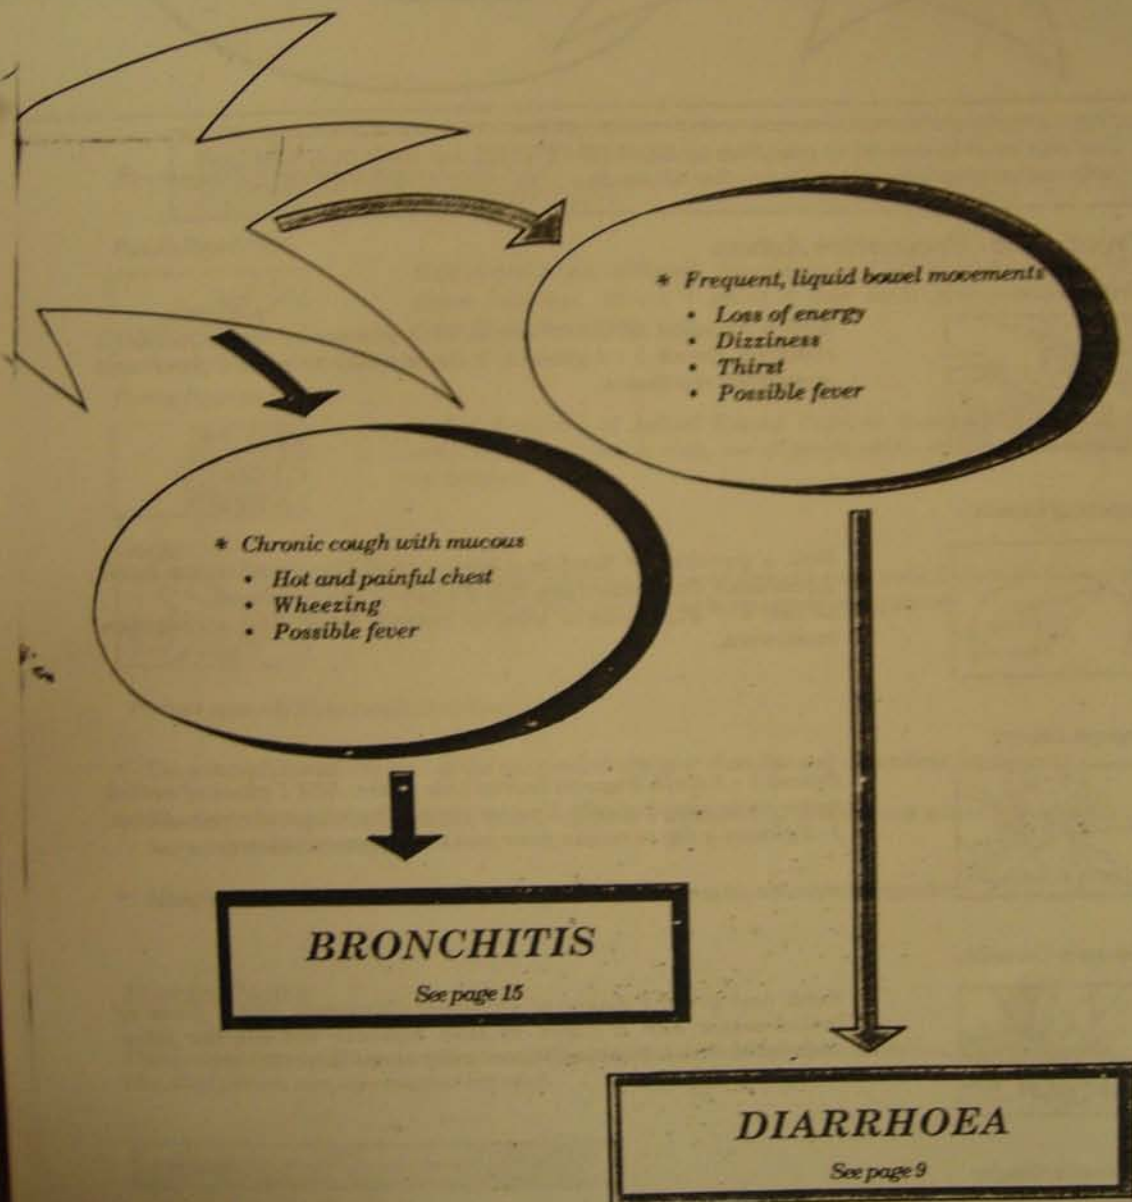 * Frequent, liquid bowel movements
• Loss of energy
• Dizziness
• Thirst
• Possible fever
* Chronic cough with mucous
• Hot and painful chest
• Wheezing
• Possible fever
BRONCHITIS
See page 15
DIARRHOEA
See page 9